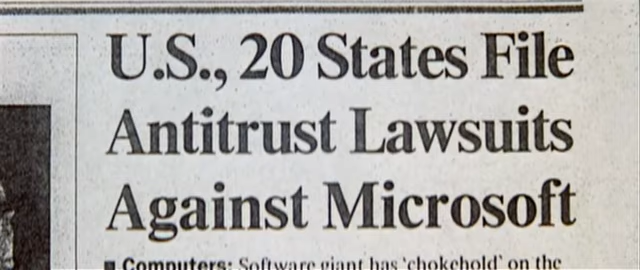 U.S., 20 States File
Antitrust Lawsuits
Against Microsoft
■ Computers: Software giant has 'chokehold' on the